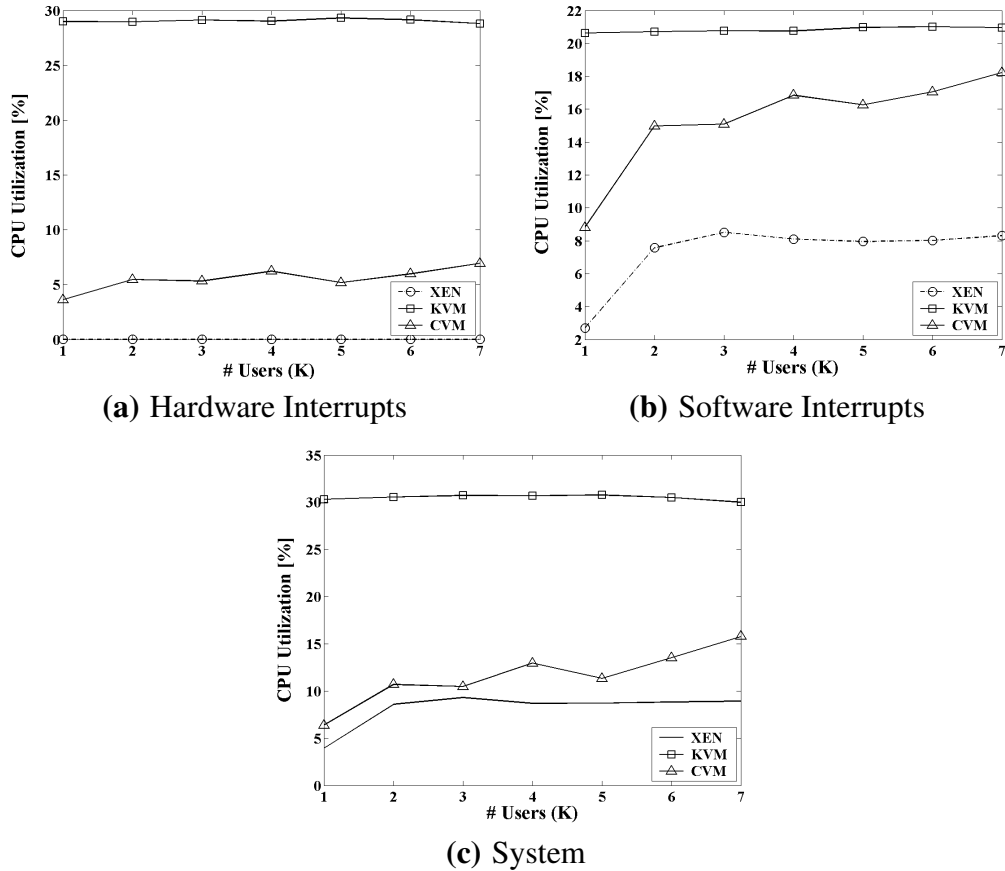 30
25
20
15
10
5
0
CPU Utilization [%]
1 2 3 4 5 6 7
# Users (K)
XEN
KVM
CVM
(a) Hardware Interrupts
22
20
18
16
14
12
10
8
6
4
2
CPU Utilization [%]
1 2 3 4 5 6 7
# Users (K)
XEN
KVM
CVM
(b) Software Interrupts
35
30
25
20
15
10
5
0
CPU Utilization [%]
1 2 3 4 5 6 7
# Users (K)
XEN
KVM
CVM
(c) System